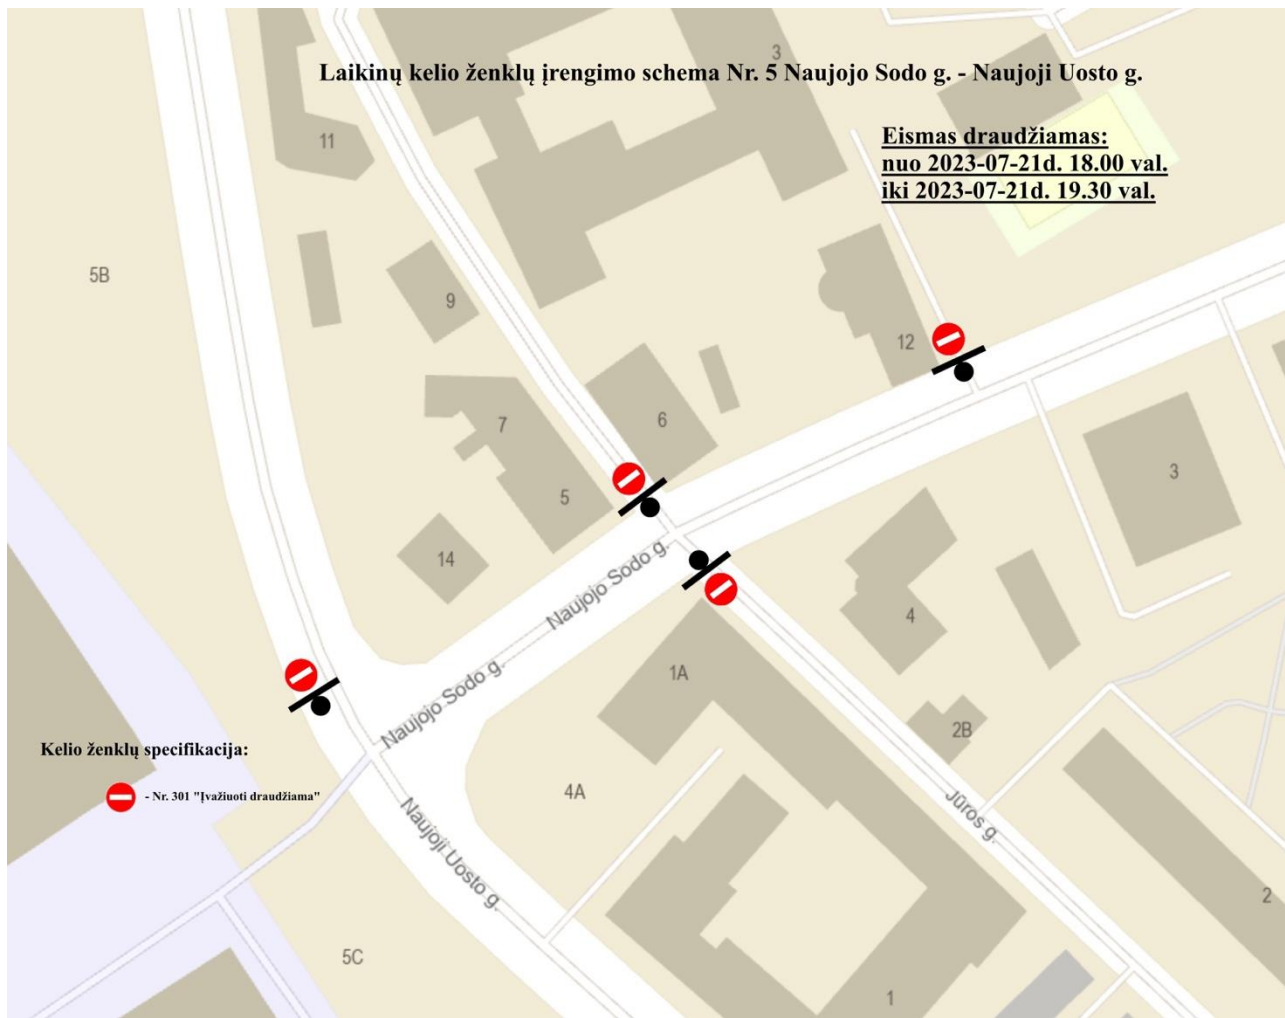 Laikinų kelio ženklų įrengimo schema Nr. 5 Naujojo Sodo g. - Naujoji Uosto g.
Eismas draudžiamas:
nuo 2023-07-21d. 18.00 val.
iki 2023-07-21d. 19.30 val.
3
11
5B
9
12
7
6
5
3
14
Naujojo Sodo g.
4
1A
Naujojo Sodo g.
2B
Kelio ženklų specifikacija:
- Nr. 301 "Įvažiuoti draudžiama"
4A
Jūros g.
Naujoji Uosto g.
2
5C
1